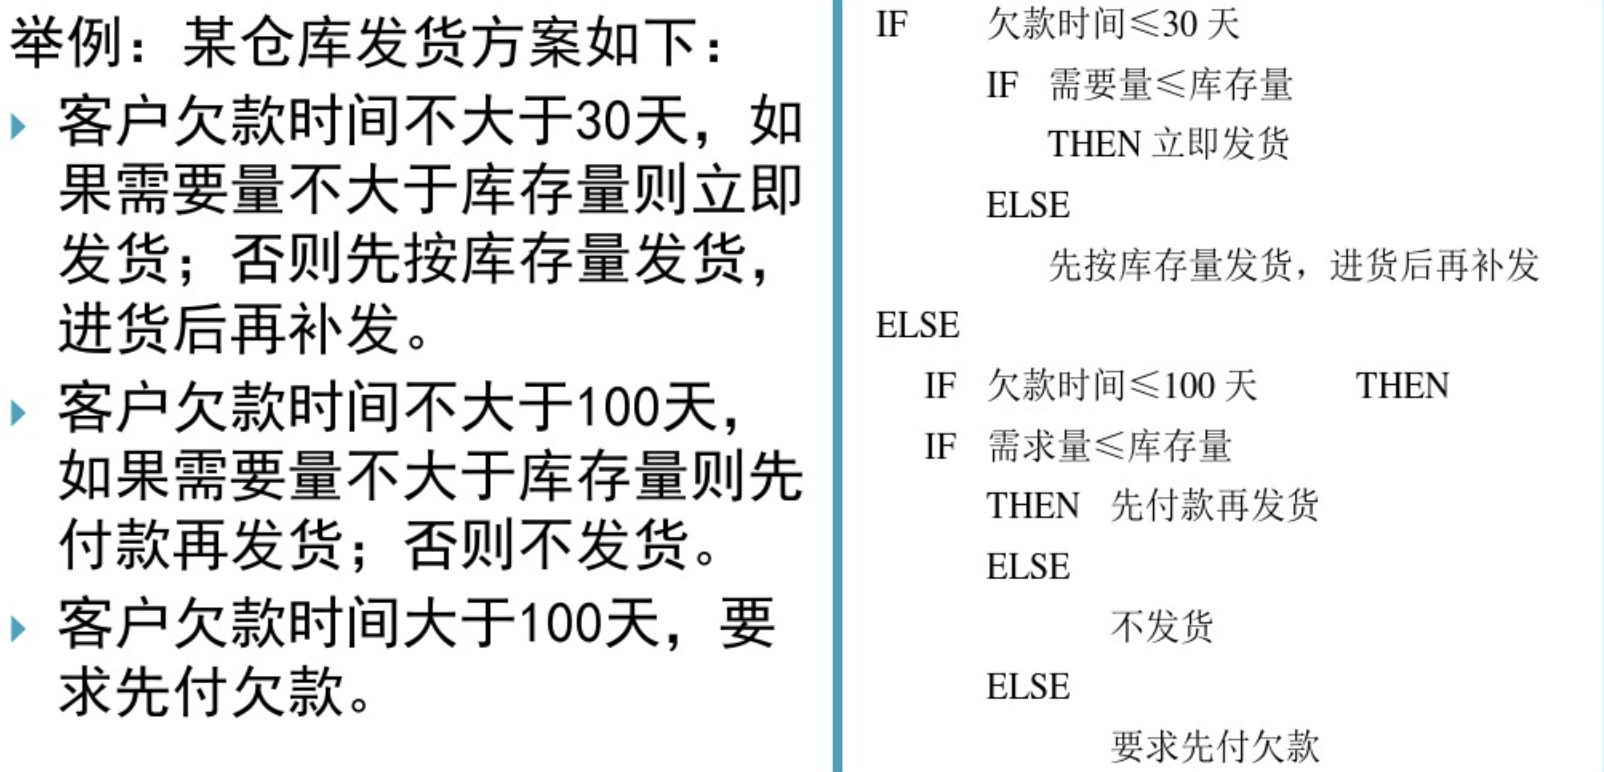 举例：某仓库发货方案如下：
客户欠款时间不大于30天，如
果需要量不大于库存量则立即
发货；否则先按库存量发货，
进货后再补发。
客户欠款时间不大于100天，
如果需要量不大于库存量则先
付款再发货；否则不发货。
客户欠款时间大于100天，要
求先付欠款。
IF 欠款时间≤30 天
IF 需要量≤库存量
THEN 立即发货
ELSE
先按库存量发货，进货后再补发
ELSE
IF 欠款时间≤100 天 THEN
IF 需求量≤库存量
THEN 先付款再发货
ELSE
不发货
ELSE
要求先付欠款